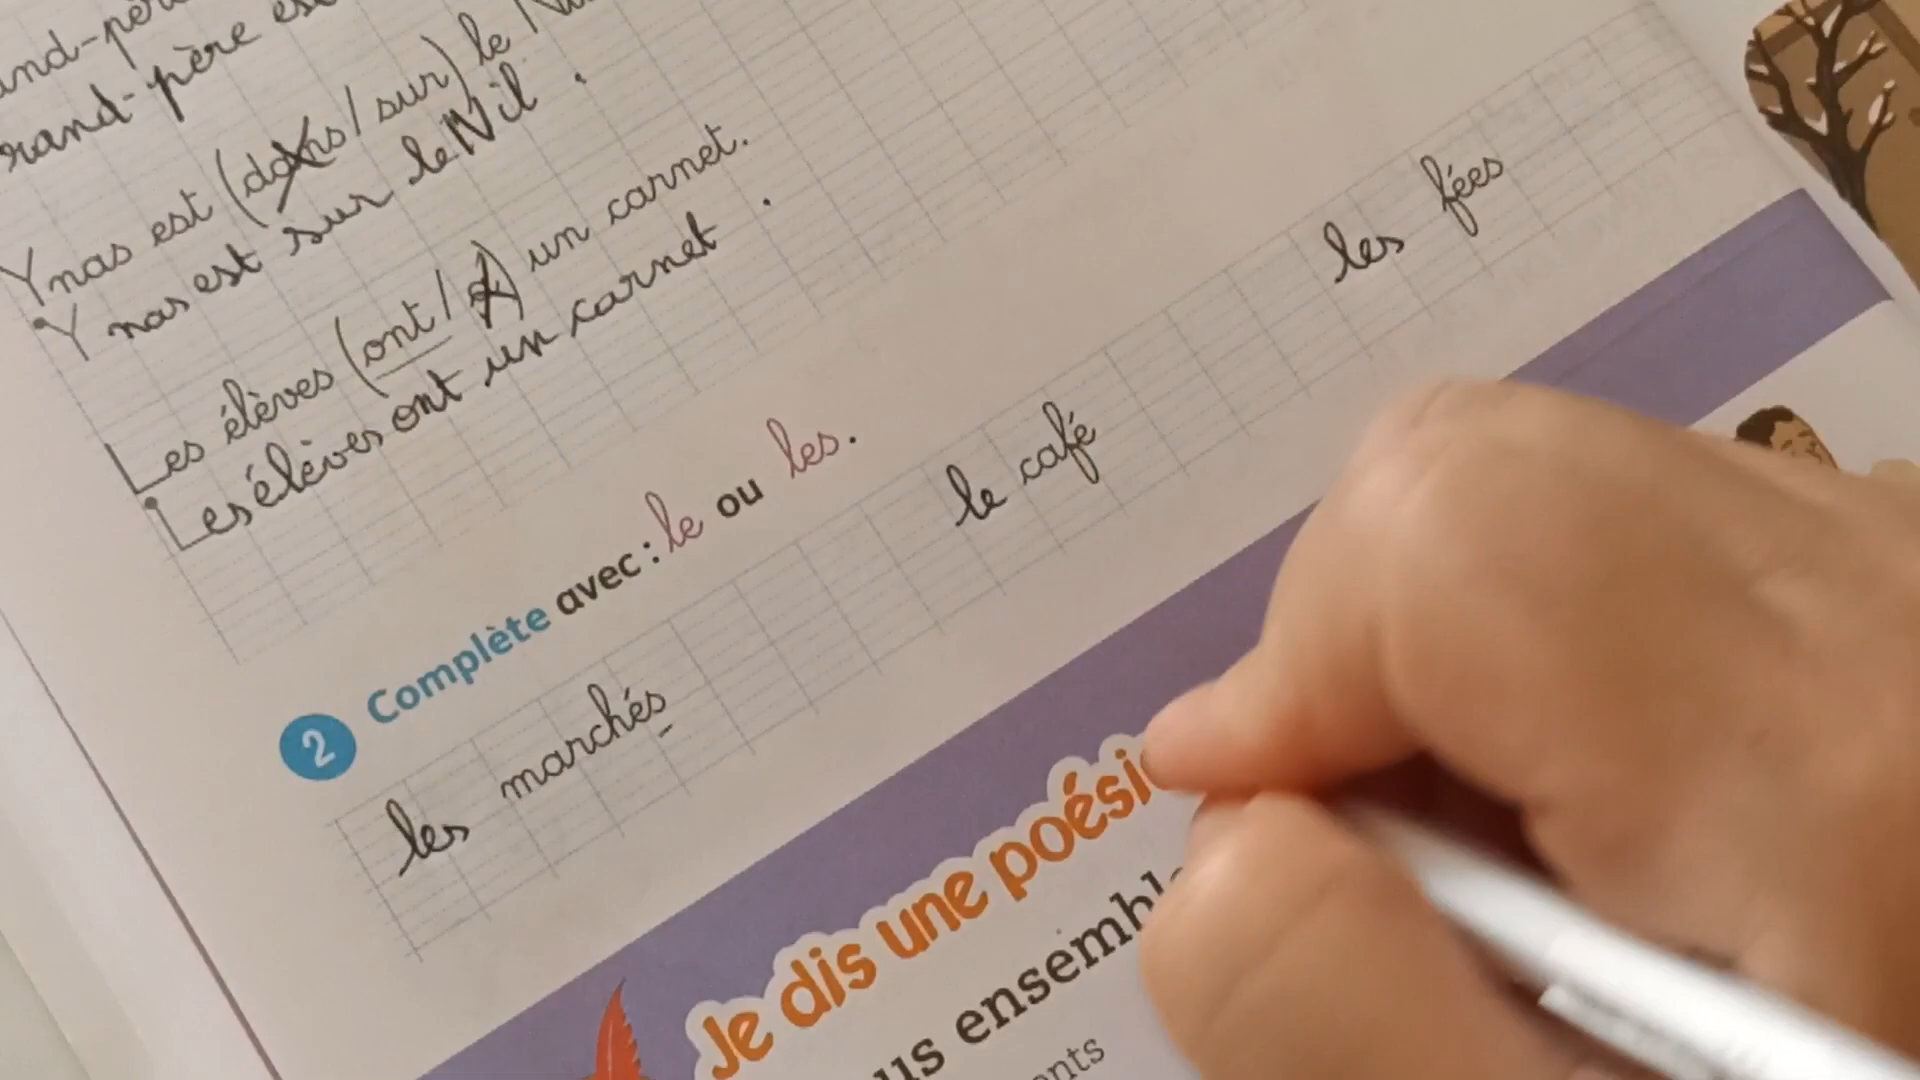 rand-père est
Ynas est (dans / sur) le Nil
Ynas est sur le Nil .
Les élèves (ont / ) un carnet.
Les élèves ont un carnet .
2 Complète avec : le ou les.
les marchés le café les fées
Je dis une poési
ensemble